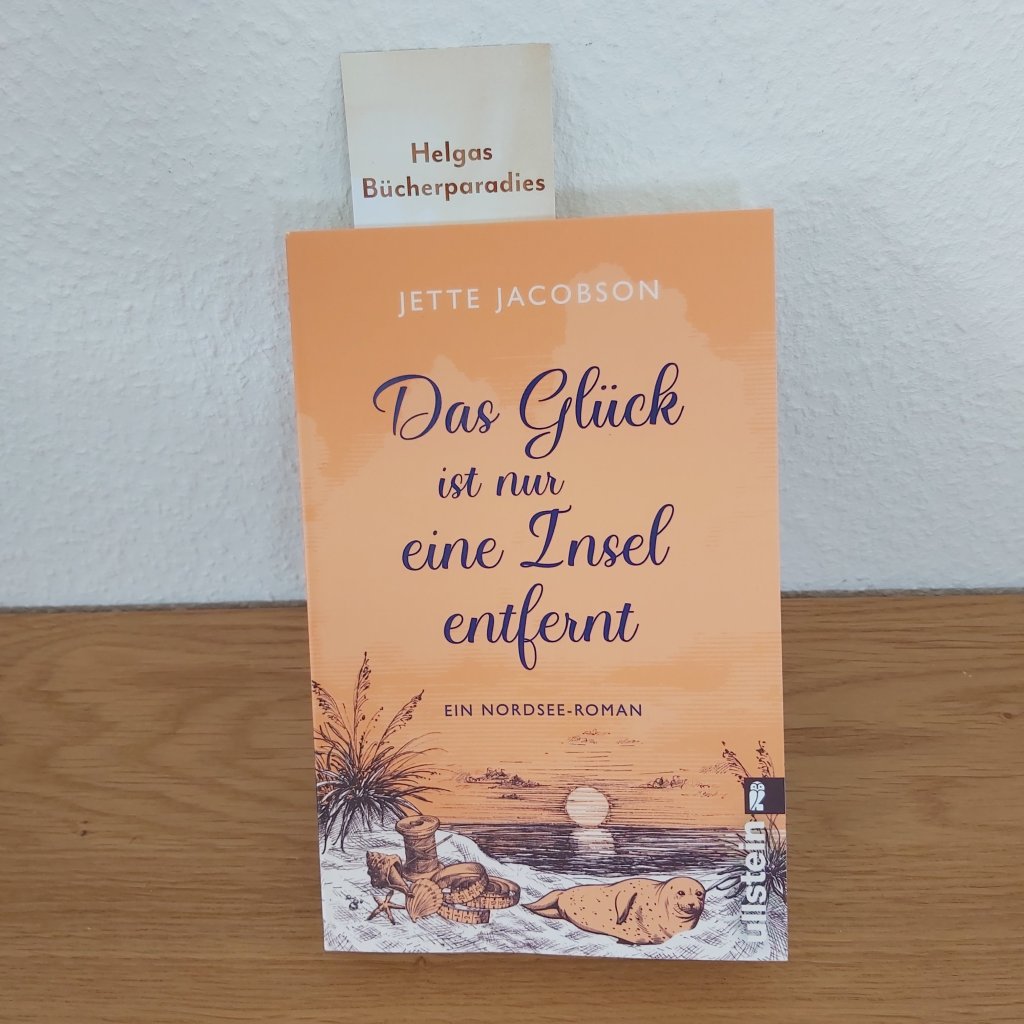 Helgas
Bücherparadies
JETTE JACOBSON
Das Glück
ist nur
eine Insel
entfernt
EIN NORDSEE-ROMAN
ullstein